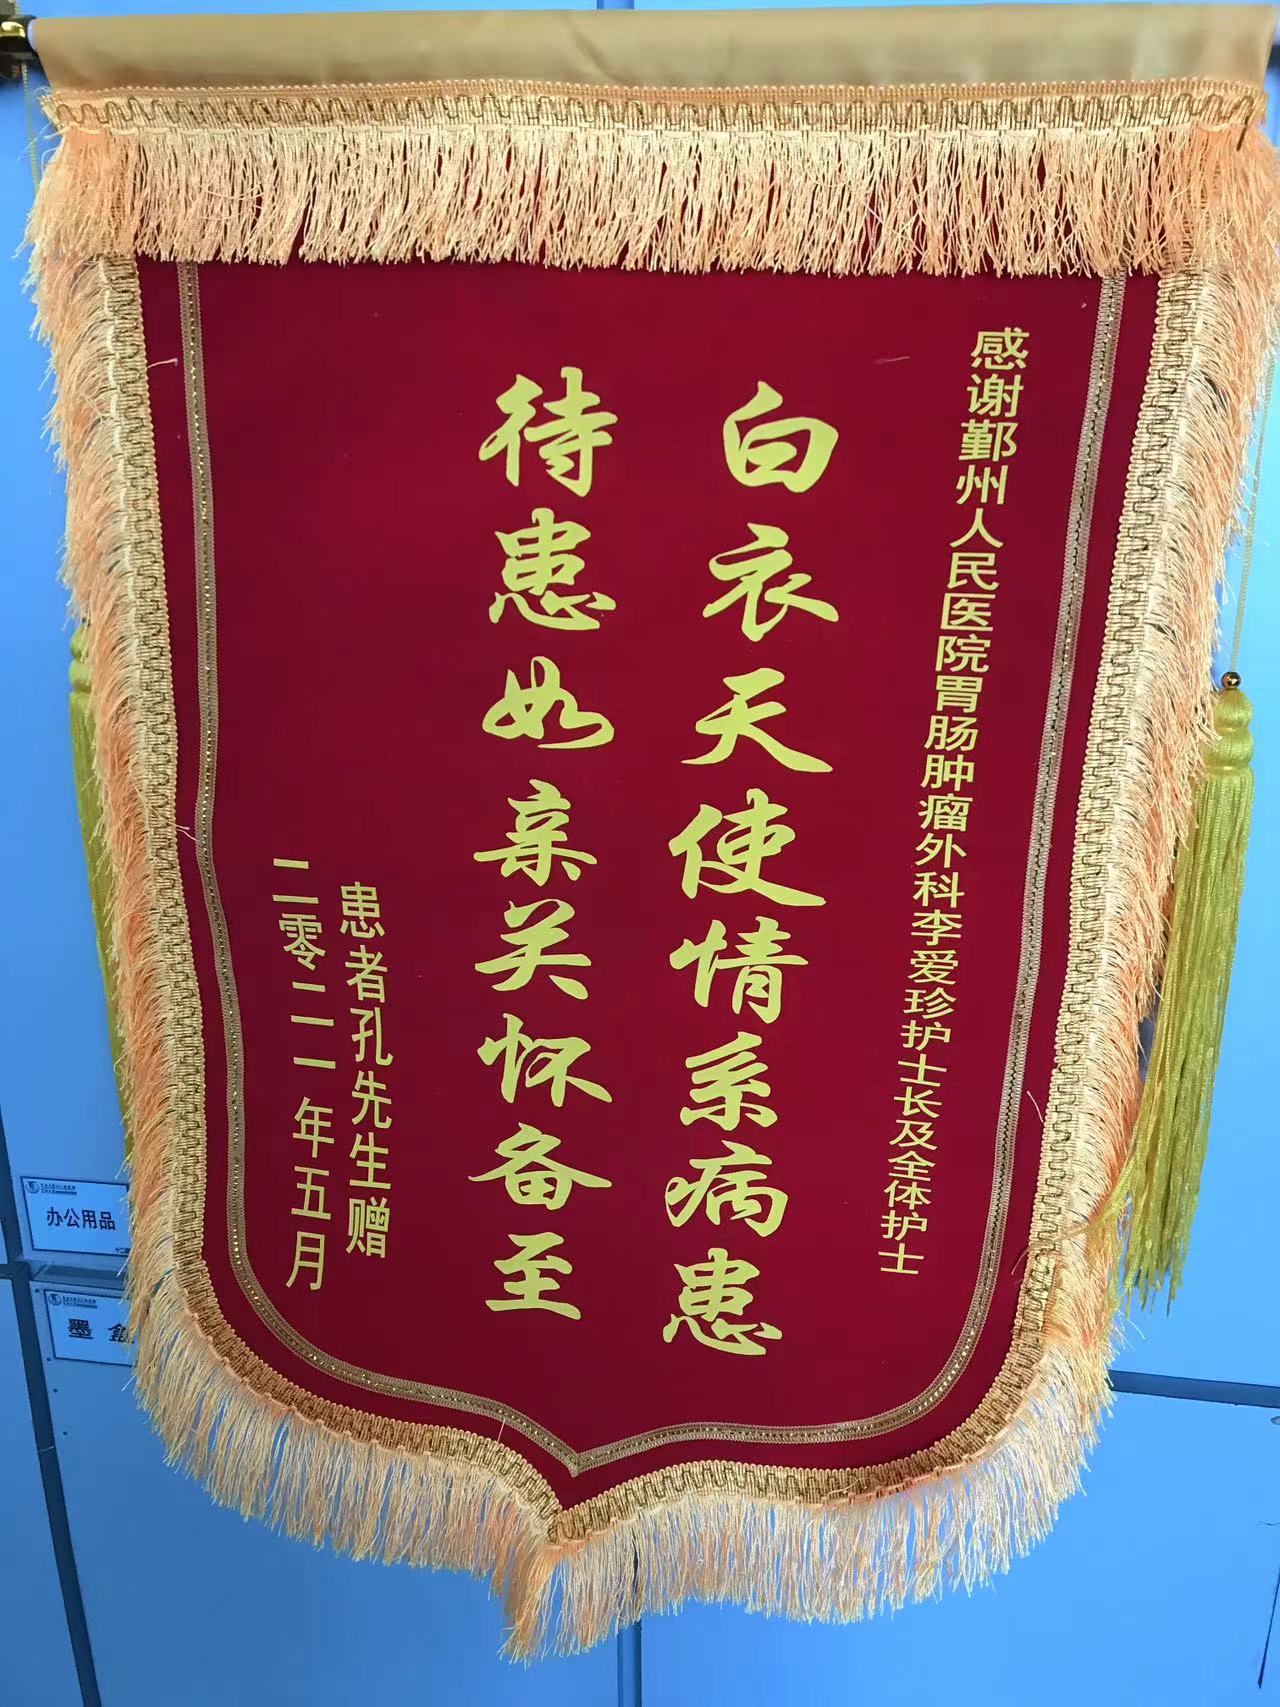 感谢鄞州人民医院胃肠肿瘤外科李爱珍护士长及全体护士
白衣天使情系病患
待患如亲关怀备至
患者孔先生赠
二零二一年五月
办公用品
墨